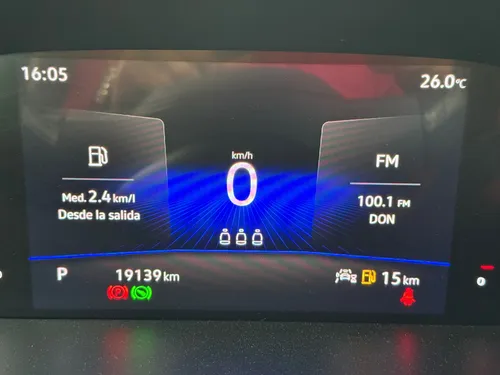 16:05
26.0°C
km/h
0
FM
Med. 2.4 km/l
Desde la salida
100.1 FM
DON
P
19139 km
15 km
0